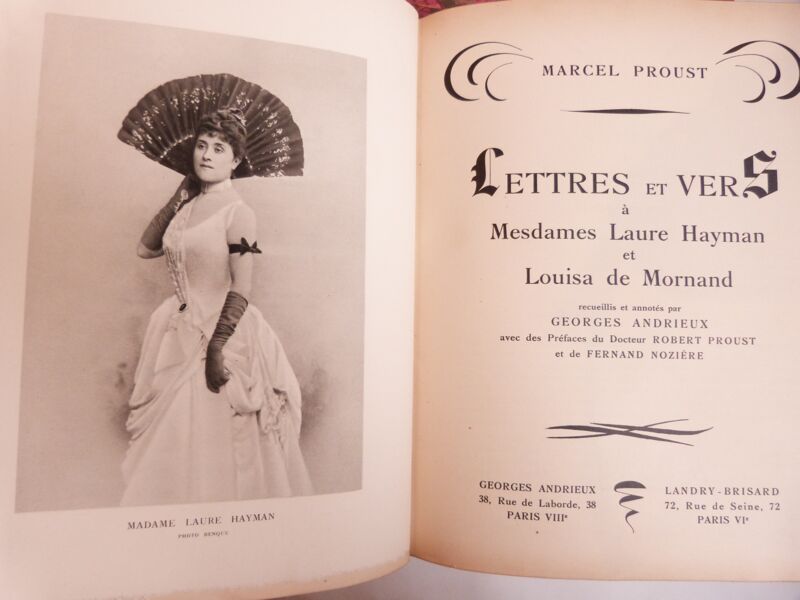 MADAME LAURE HAYMAN
PHOTO BENQUE
MARCEL PROUST
LETTRES ET VERS
à
Mesdames Laure Hayman
et
Louisa de Mornand
recueillis et annotés par
GEORGES ANDRIEUX
avec des Préfaces du Docteur ROBERT PROUST
et de FERNAND NOZIÈRE
GEORGES ANDRIEUX
38, Rue de Laborde, 38
PARIS VIIIe
LANDRY-BRISARD
72, Rue de Seine, 72
PARIS VIe